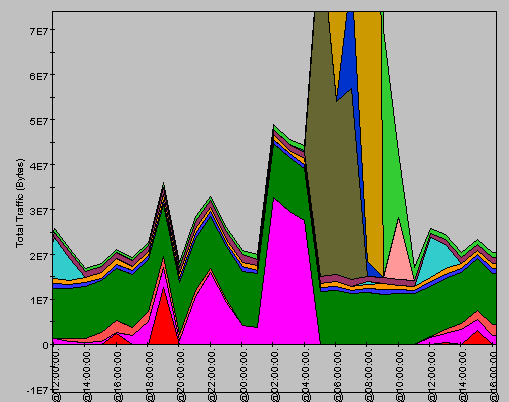 7E7
6E7
5E7
4E7
3E7
2E7
1E7
0
-1E7
Total Traffic (Bytes)
@12:00:00.
@14:00:00.
@16:00:00.
@18:00:00.
@20:00:00.
@22:00:00.
@00:00:00.
@02:00:00.
@04:00:00.
@06:00:00.
@08:00:00.
@10:00:00.
@12:00:00.
@14:00:00.
@16:00:00.